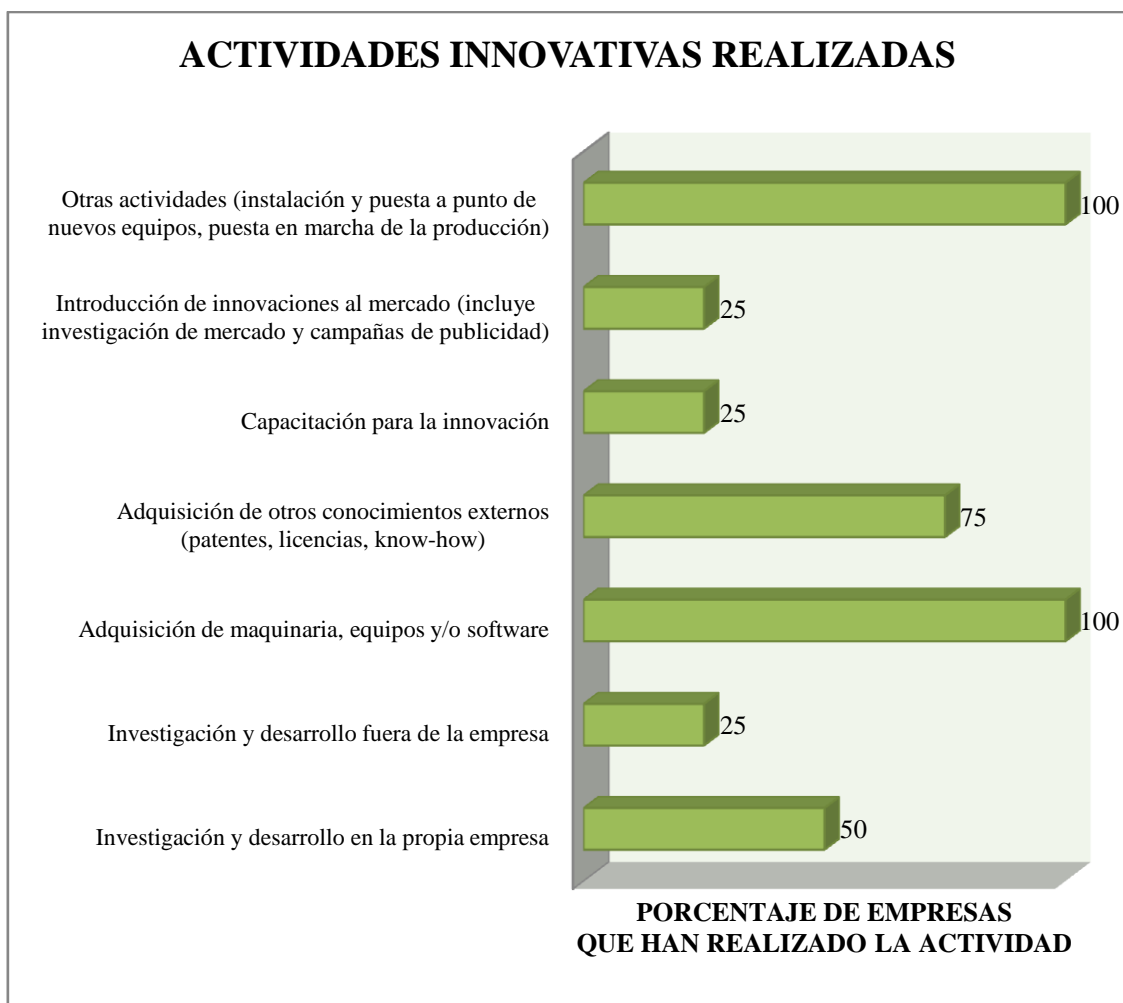 ACTIVIDADES INNOVATIVAS REALIZADAS
Otras actividades (instalación y puesta a punto de
nuevos equipos, puesta en marcha de la producción)
100
Introducción de innovaciones al mercado (incluye
investigación de mercado y campañas de publicidad)
25
Capacitación para la innovación
25
Adquisición de otros conocimientos externos
(patentes, licencias, know-how)
75
Adquisición de maquinaria, equipos y/o software
100
Investigación y desarrollo fuera de la empresa
25
Investigación y desarrollo en la propia empresa
50
PORCENTAJE DE EMPRESAS
QUE HAN REALIZADO LA ACTIVIDAD